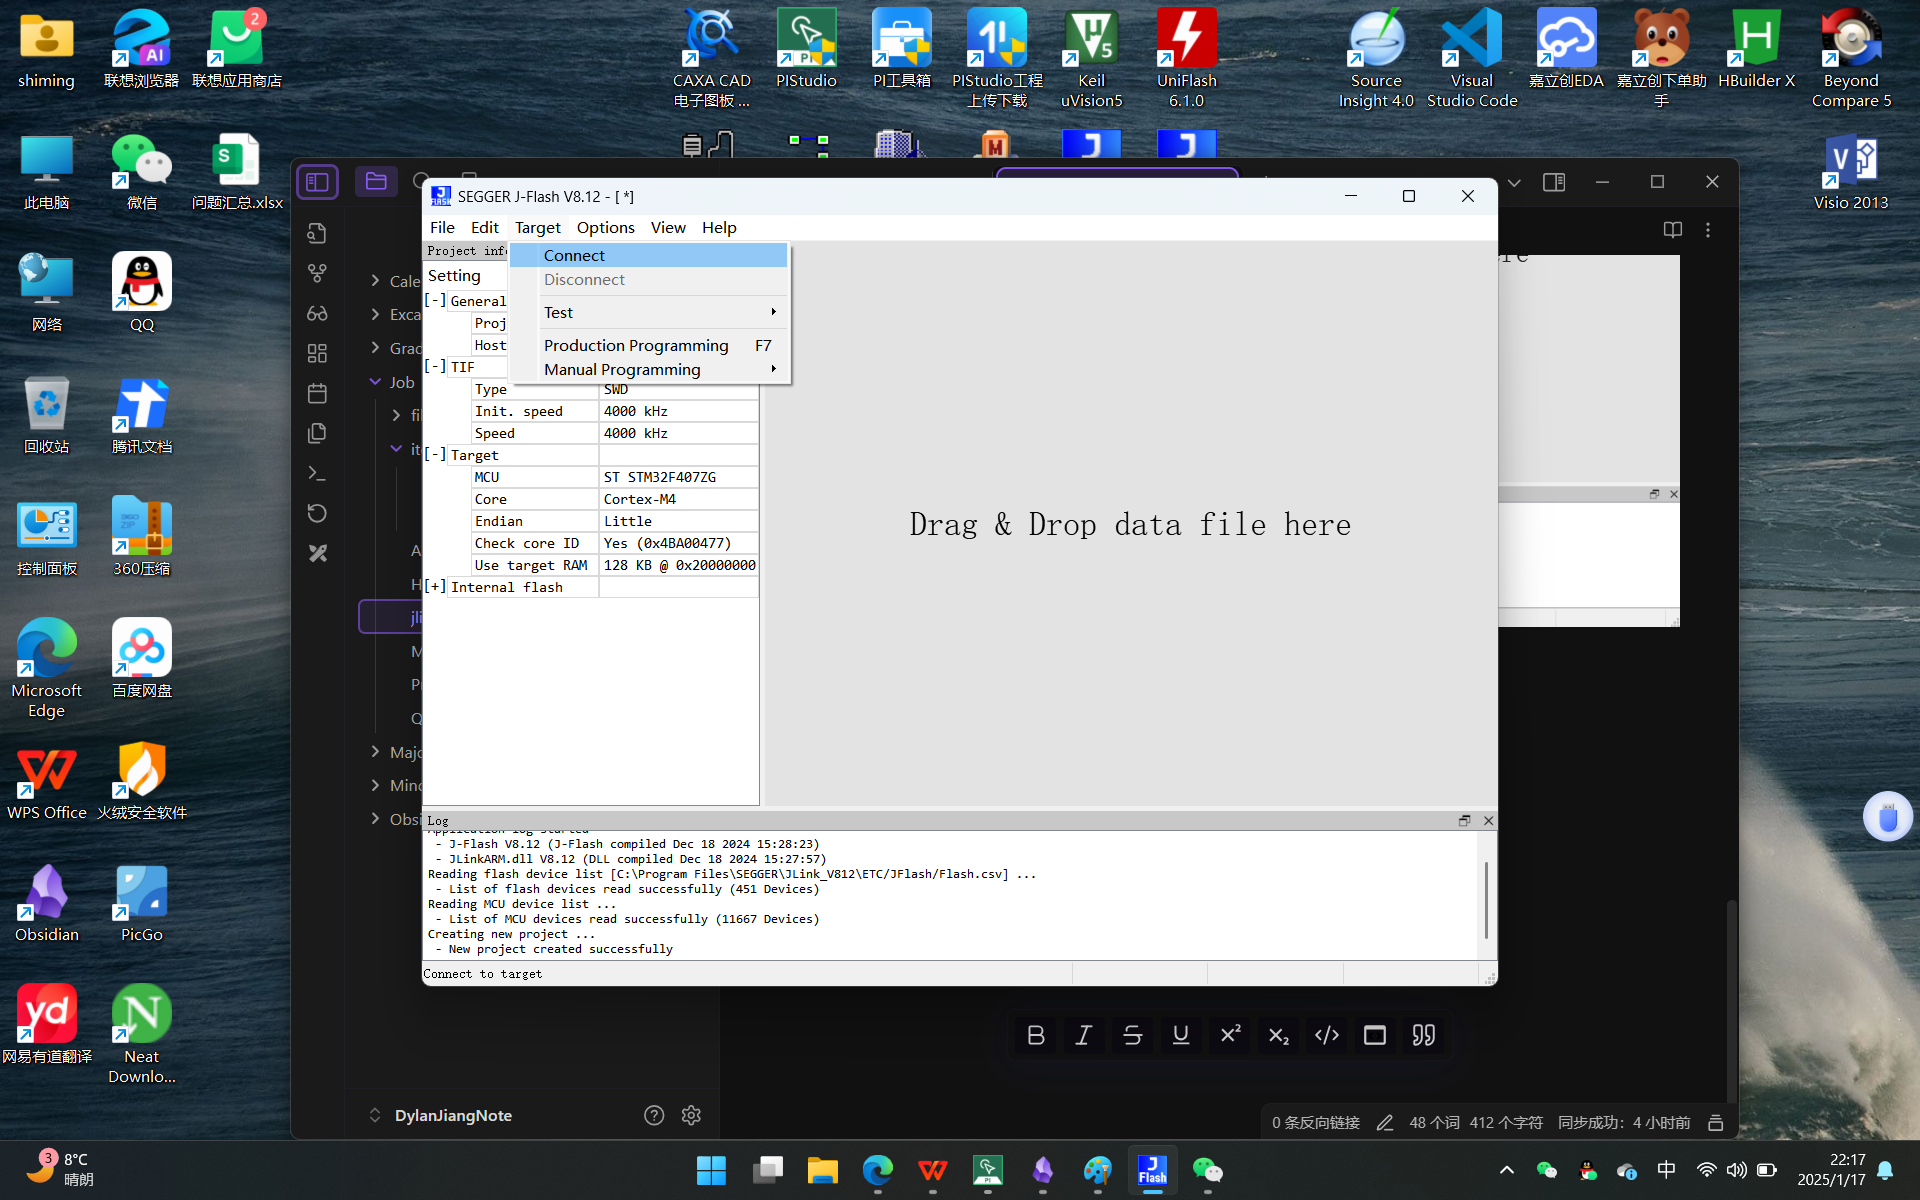 shiming
联想浏览器
联想应用商店
2
CAXA CAD
电子图板 ...
PIStudio
PI工具箱
PIStudio工程
上传下载
Keil
uVision5
UniFlash
6.1.0
Source
Insight 4.0
Visual
Studio Code
嘉立创EDA
嘉立创下单助
手
HBuilder X
Beyond
Compare 5
此电脑
微信
问题汇总.xlsx
Visio 2013
网络
QQ
回收站
腾讯文档
控制面板
360压缩
Microsoft
Edge
百度网盘
WPS Office
火绒安全软件
Obsidian
PicGo
网易有道翻译
Neat
Downlo...
SEGGER J-Flash V8.12 - [ *]
File Edit Target Options View Help
Project inf
Setting
[-] General
Proj
Host
[-] TIF
Type SWD
Init. speed 4000 kHz
Speed 4000 kHz
[-] Target
MCU ST STM32F407ZG
Core Cortex-M4
Endian Little
Check core ID Yes (0x4BA00477)
Use target RAM 128 KB @ 0x20000000
[+] Internal flash
Connect
Disconnect
Test
Production Programming F7
Manual Programming
Drag & Drop data file here
Log
Application log started
- J-Flash V8.12 (J-Flash compiled Dec 18 2024 15:28:23)
- JLinkARM.dll V8.12 (DLL compiled Dec 18 2024 15:27:57)
Reading flash device list [C:\Program Files\SEGGER\JLink_V812\ETC/JFlash/Flash.csv] ...
- List of flash devices read successfully (451 Devices)
Reading MCU device list ...
- List of MCU devices read successfully (11667 Devices)
Creating new project ...
- New project created successfully
Connect to target
Cale
Exca
Grad
Job
fil
it
A
H
jli
M
Pr
Q
Majo
Mind
Obsi
DylanJiangNote
0 条反向链接 48 个词 412 个字符 同步成功: 4 小时前
3
8°C
晴朗
中
22:17
2025/1/17